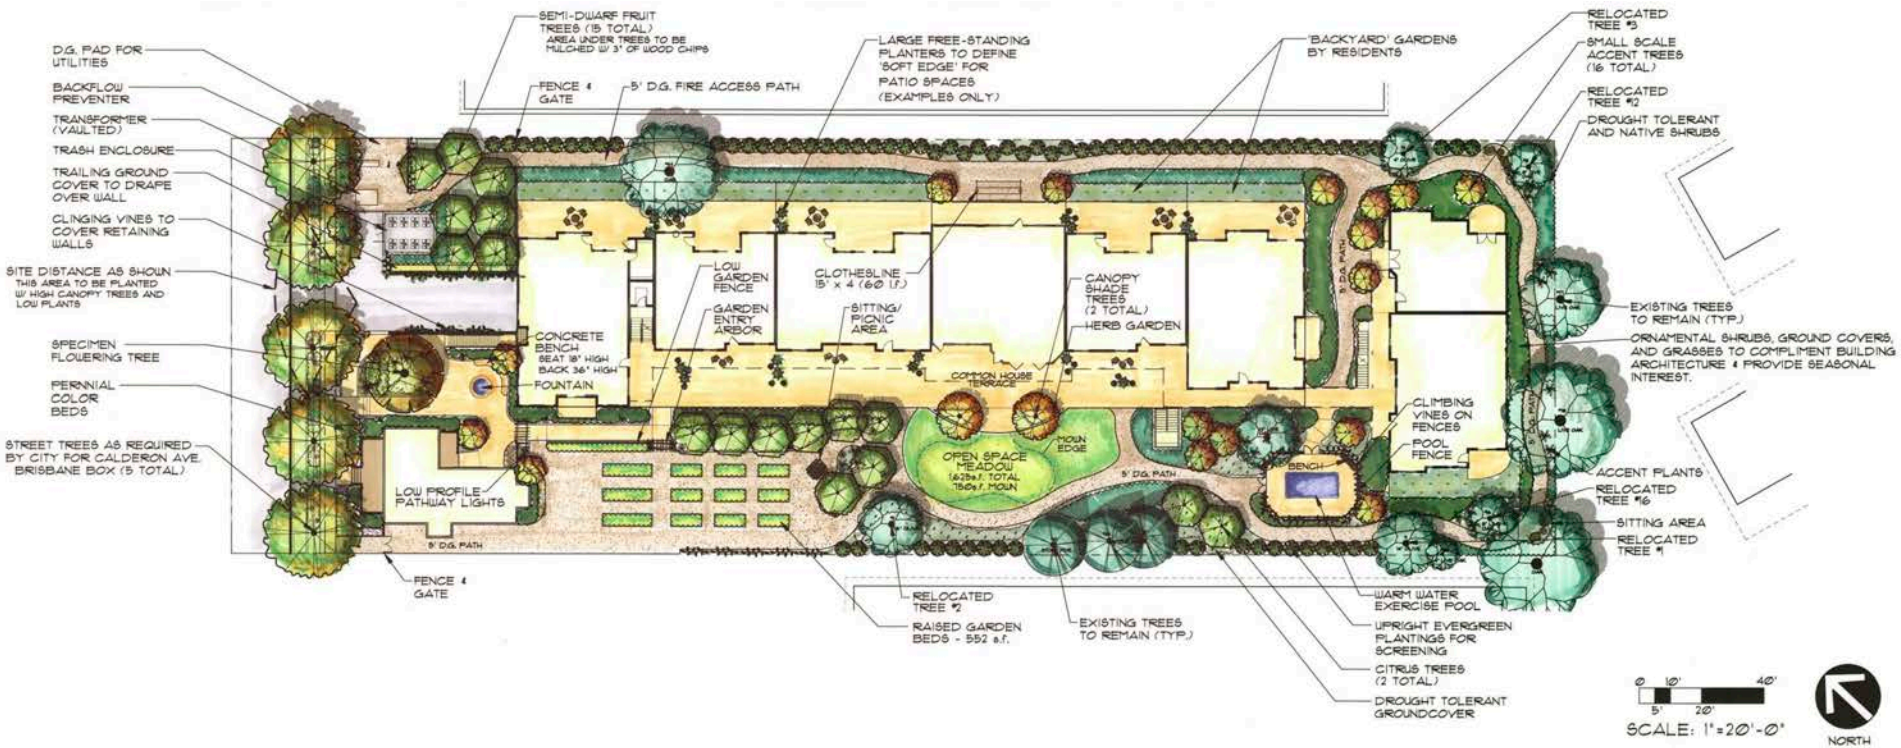 D.G. PAD FOR
UTILITIES
BACKFLOW
PREVENTER
TRANSFORMER
(VAULTED)
TRASH ENCLOSURE
TRAILING GROUND
COVER TO DRAPE
OVER WALL
CLINGING VINES TO
COVER RETAINING
WALLS
SITE DISTANCE AS SHOWN
THIS AREA TO BE PLANTED
W/ HIGH CANOPY TREES AND
LOW PLANTS
SPECIMEN
FLOWERING TREE
PERNNIAL
COLOR
BEDS
STREET TREES AS REQUIRED
BY CITY FOR CALDERON AVE.
BRISBANE BOX (5 TOTAL)
SEMI-DWARF FRUIT
TREES (15 TOTAL)
AREA UNDER TREES TO BE
MULCHED W/ 3" OF WOOD CHIPS
FENCE &
GATE
5' D.G. FIRE ACCESS PATH
LARGE FREE-STANDING
PLANTERS TO DEFINE
'SOFT EDGE' FOR
PATIO SPACES
(EXAMPLES ONLY)
'BACKYARD' GARDENS
BY RESIDENTS
RELOCATED
TREE #3
SMALL SCALE
ACCENT TREES
(16 TOTAL)
RELOCATED
TREE #12
DROUGHT TOLERANT
AND NATIVE SHRUBS
LOW
GARDEN
FENCE
GARDEN
ENTRY
ARBOR
CLOTHESLINE
15' x 4 (60 l.f.)
SITTING/
PICNIC
AREA
CANOPY
SHADE
TREES
(2 TOTAL)
HERB GARDEN
5' D.G. PATH
CONCRETE
BENCH
SEAT 18" HIGH
BACK 36" HIGH
FOUNTAIN
COMMON HOUSE
TERRACE
EXISTING TREES
TO REMAIN (TYP.)
ORNAMENTAL SHRUBS, GROUND COVERS,
AND GRASSES TO COMPLIMENT BUILDING
ARCHITECTURE & PROVIDE SEASONAL
INTEREST.
CLIMBING
VINES ON
FENCES
POOL
FENCE
5' D.G. PATH
MOWN
EDGE
OPEN SPACE
MEADOW
1,625s.f. TOTAL
750s.f. MOWN
5' D.G. PATH
BENCH
LOW PROFILE
PATHWAY LIGHTS
5' D.G. PATH
ACCENT PLANTS
RELOCATED
TREE #16
SITTING AREA
RELOCATED
TREE #1
FENCE &
GATE
RELOCATED
TREE #2
RAISED GARDEN
BEDS - 552 s.f.
EXISTING TREES
TO REMAIN (TYP.)
WARM WATER
EXERCISE POOL
UPRIGHT EVERGREEN
PLANTINGS FOR
SCREENING
CITRUS TREES
(2 TOTAL)
DROUGHT TOLERANT
GROUNDCOVER
0 10' 40'
5' 20'
SCALE: 1"=20'-0"
NORTH